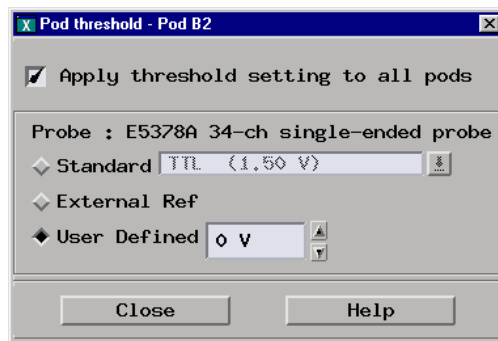 Pod threshold - Pod B2
Apply threshold setting to all pods
Probe : E5378A 34-ch single-ended probe
Standard TTL (1.50 V)
External Ref
User Defined 0 V
Close Help